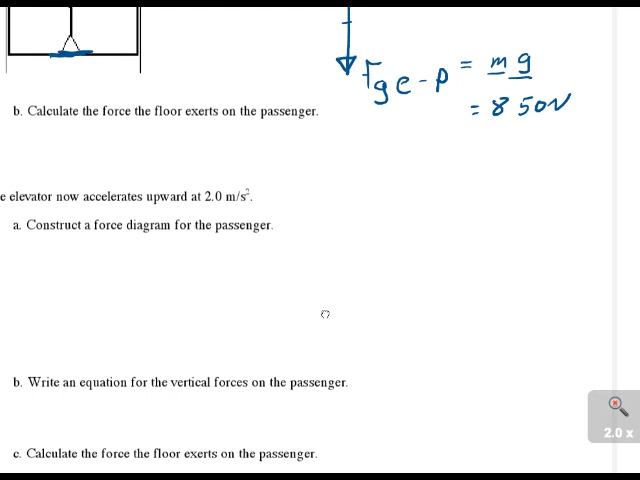 Fg e-p = mg
= 850N
b. Calculate the force the floor exerts on the passenger.
e elevator now accelerates upward at 2.0 m/s².
a. Construct a force diagram for the passenger.
b. Write an equation for the vertical forces on the passenger.
2.0 x
c. Calculate the force the floor exerts on the passenger.